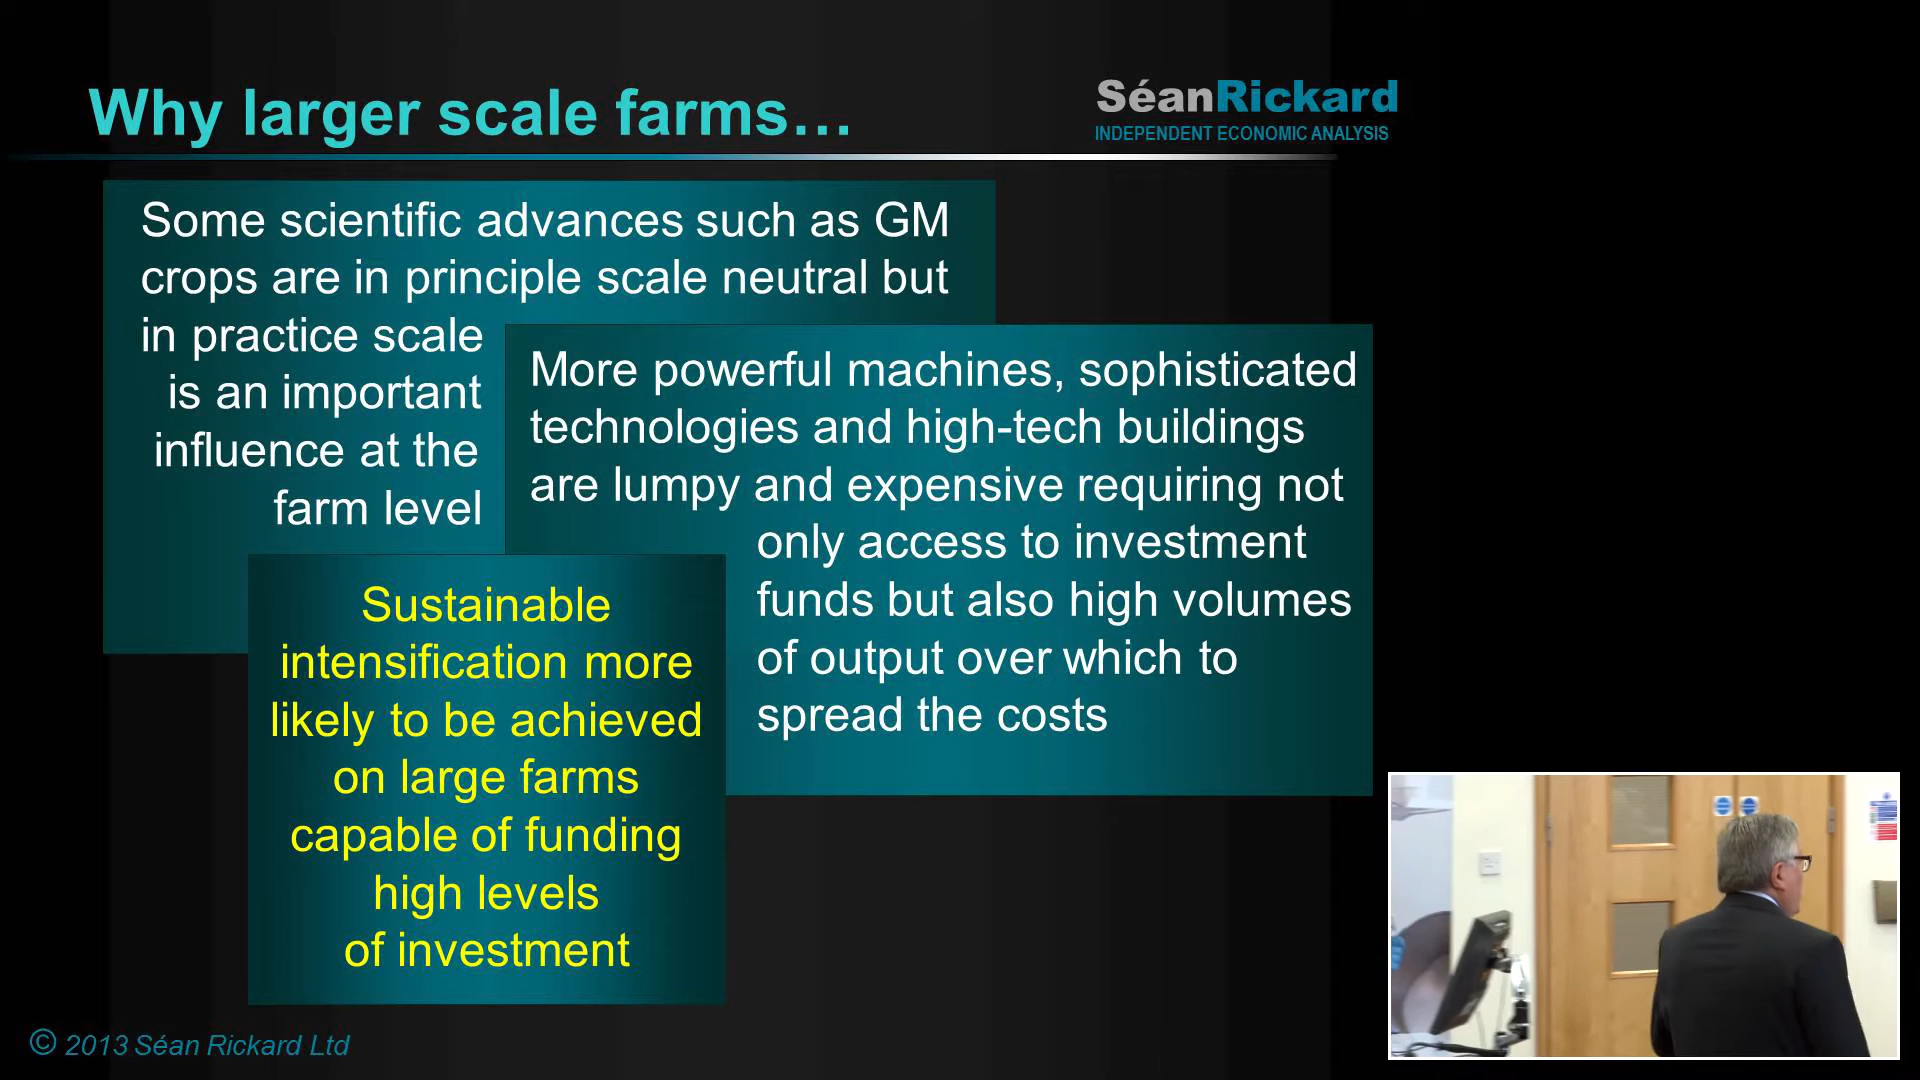 Why larger scale farms…
SéanRickard
INDEPENDENT ECONOMIC ANALYSIS
Some scientific advances such as GM
crops are in principle scale neutral but
in practice scale
is an important
influence at the
farm level
More powerful machines, sophisticated
technologies and high-tech buildings
are lumpy and expensive requiring not
only access to investment
funds but also high volumes
of output over which to
spread the costs
Sustainable
intensification more
likely to be achieved
on large farms
capable of funding
high levels
of investment
© 2013 Séan Rickard Ltd